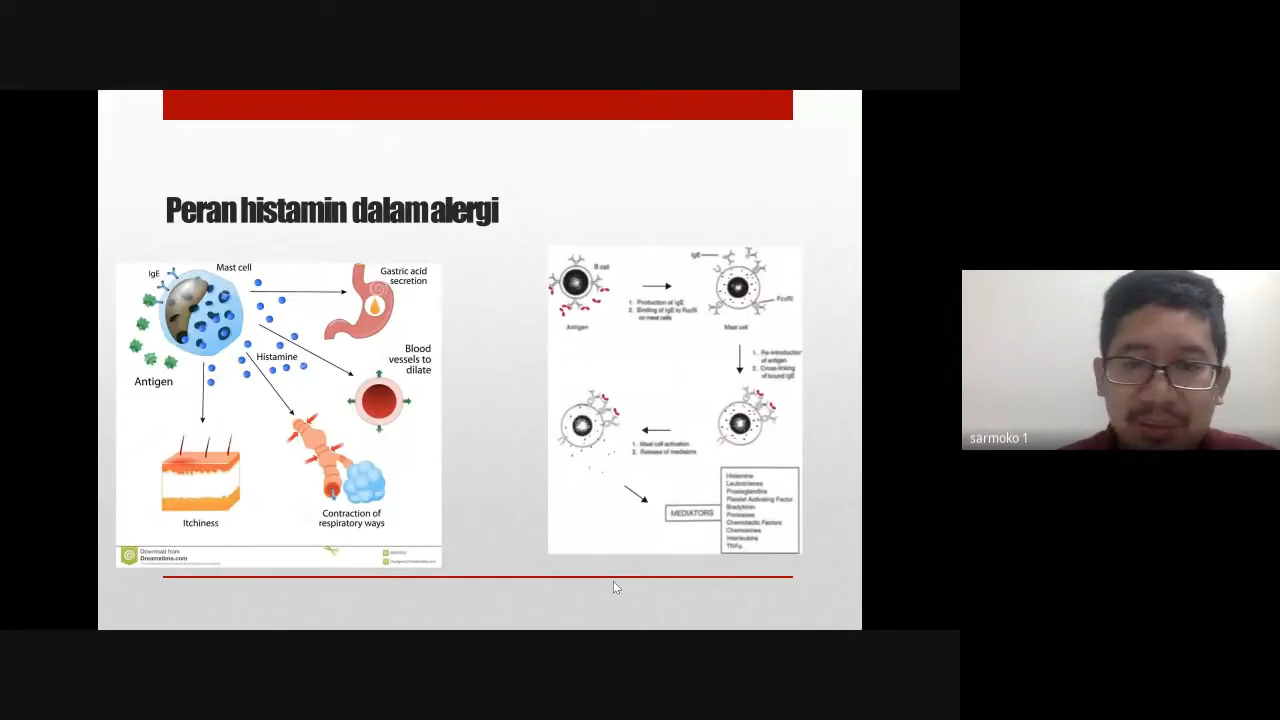 Peran histamin dalam alergi
IgE
Mast cell
Gastric acid
secretion
Histamine
Blood
vessels to
dilate
Antigen
Itchiness
Contraction of
respiratory ways
Download from
Dreamstime.com
B cell
IgE
1. Production of IgE
2. Binding of IgE to FcεRI
on mast cells
FcεRI
Antigen
Mast cell
1. Re-introduction
of antigen
2. Cross-linking
of bound IgE
1. Mast cell activation
2. Release of mediators
MEDIATORS
Histamine
Leukotrienes
Prostaglandins
Platelet Activating Factor
Bradykinin
Proteases
Chemotactic Factors
Chemokines
Interleukins
TNFα
sarmoko 1